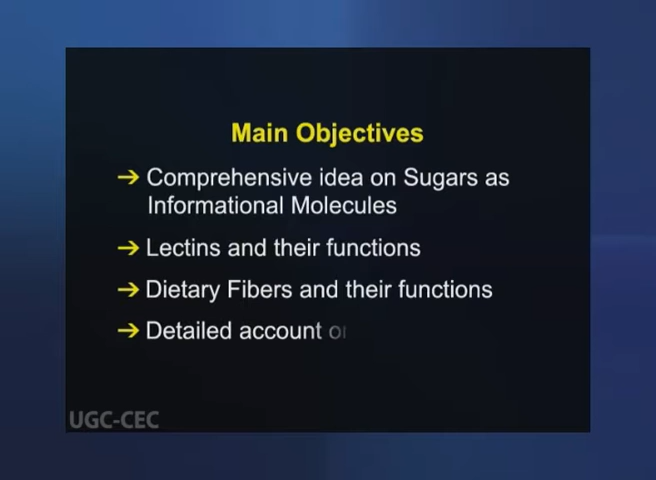 Main Objectives
➔ Comprehensive idea on Sugars as
Informational Molecules
➔ Lectins and their functions
➔ Dietary Fibers and their functions
➔ Detailed account
UGC-CEC